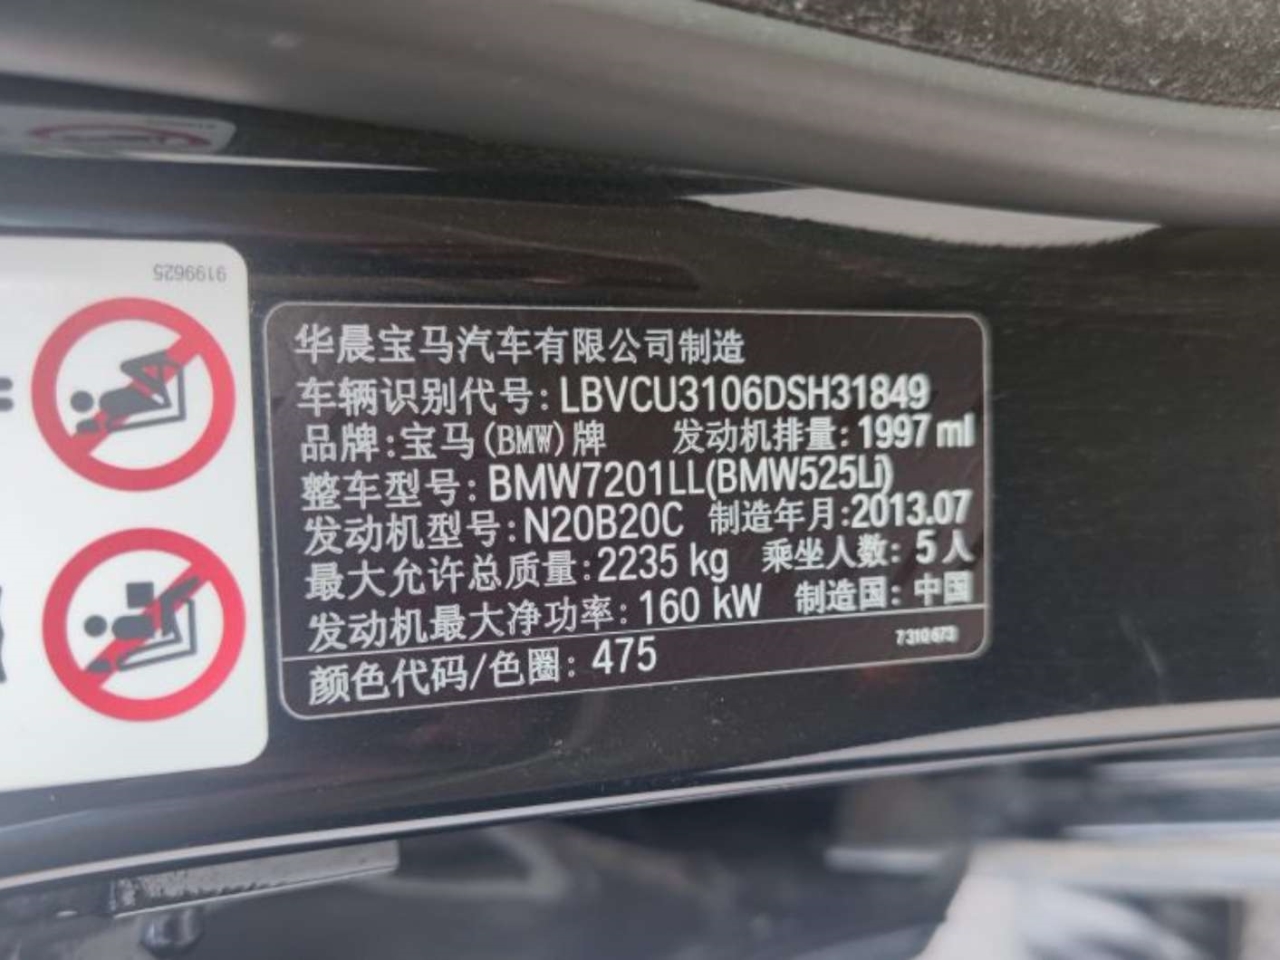 9199625
华晨宝马汽车有限公司制造
车辆识别代号: LBVCU3106DSH31849
品牌:宝马(BMW)牌 发动机排量: 1997 ml
整车型号: BMW7201LL(BMW525Li)
发动机型号: N20B20C 制造年月:2013.07
最大允许总质量: 2235 kg 乘坐人数: 5人
发动机最大净功率: 160 kW 制造国: 中国
颜色代码/色圈: 475
7310673